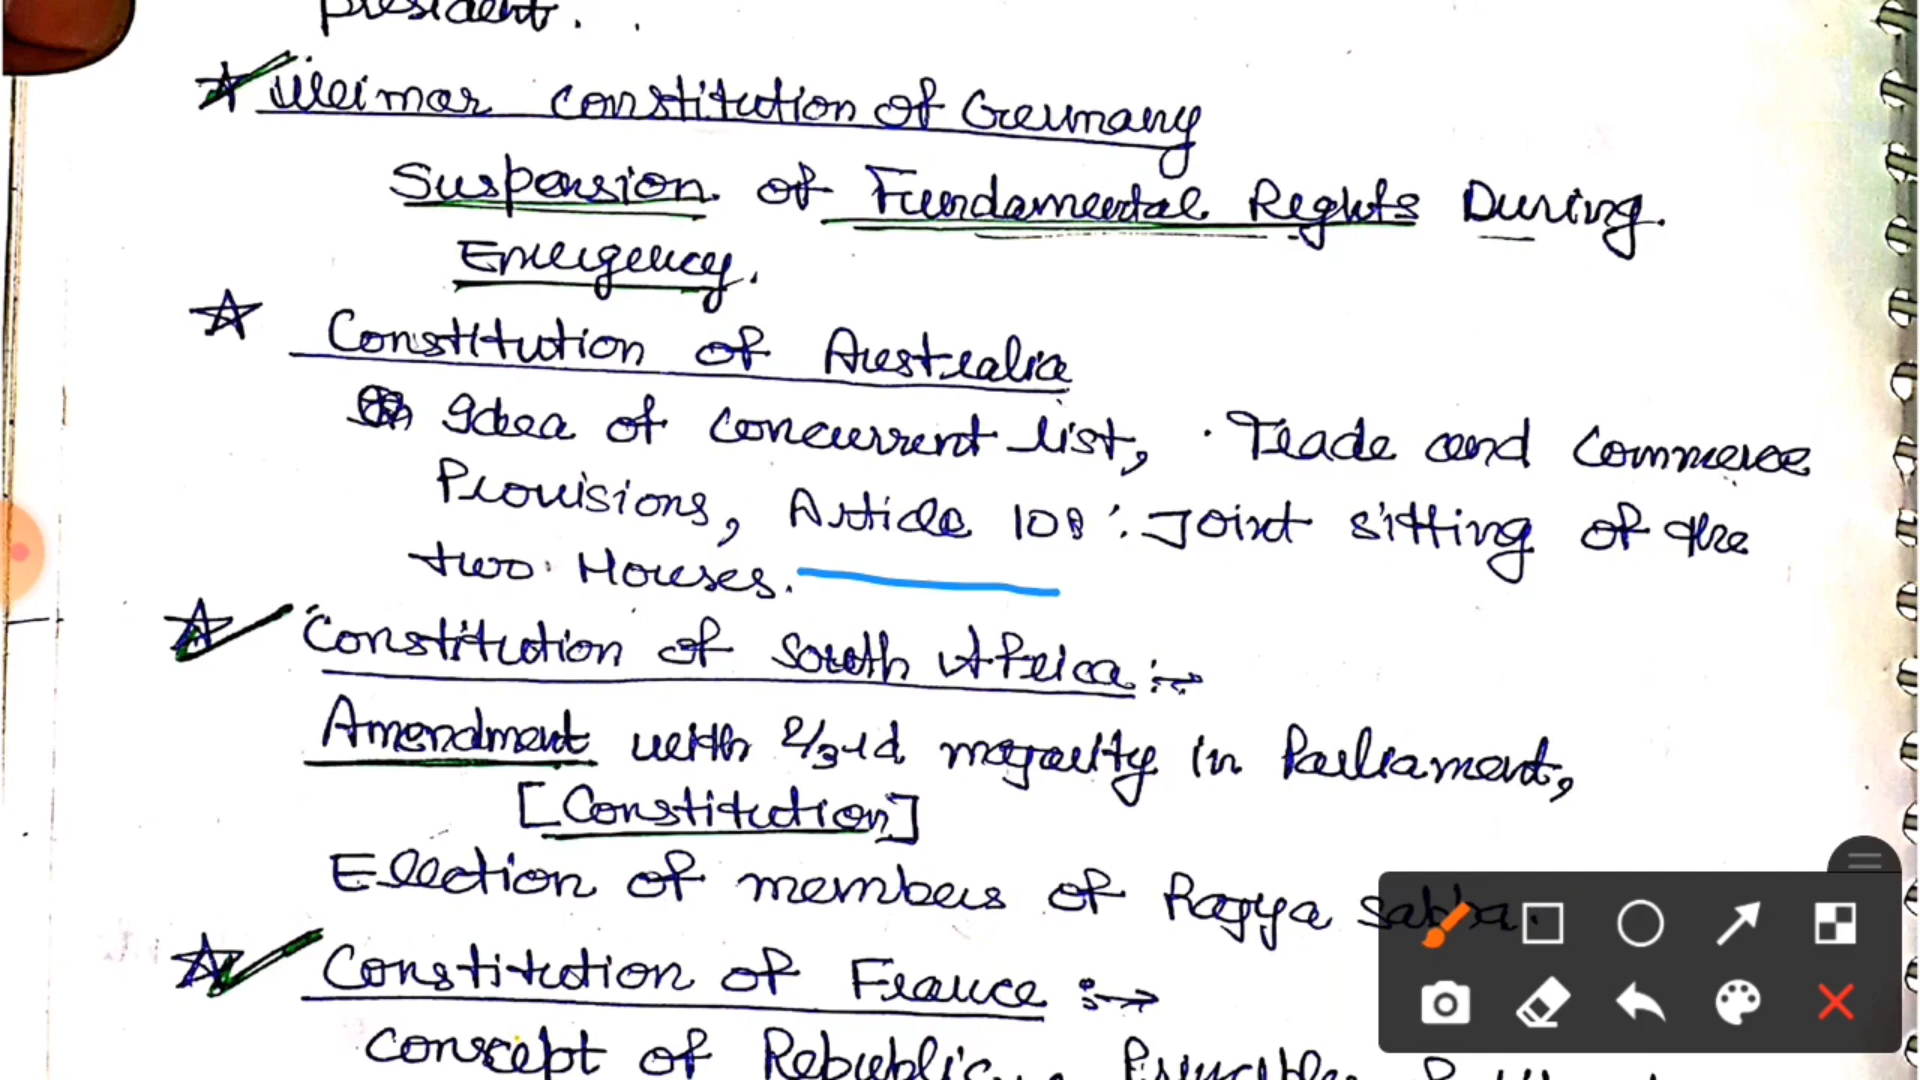 president.
Weimar constitution of Germany
Suspension of Fundamental Rights During
Emergency.
Constitution of Australia
Idea of concurrent list, Trade and Commerce
Provisions, Article 108: Joint sitting of the
two Houses.
Constitution of South Africa :→
Amendment with 2/3rd majority in Parliament,
[Constitution]
Election of members of Rajya sabha.
Constitution of France :→
concept of Republic,